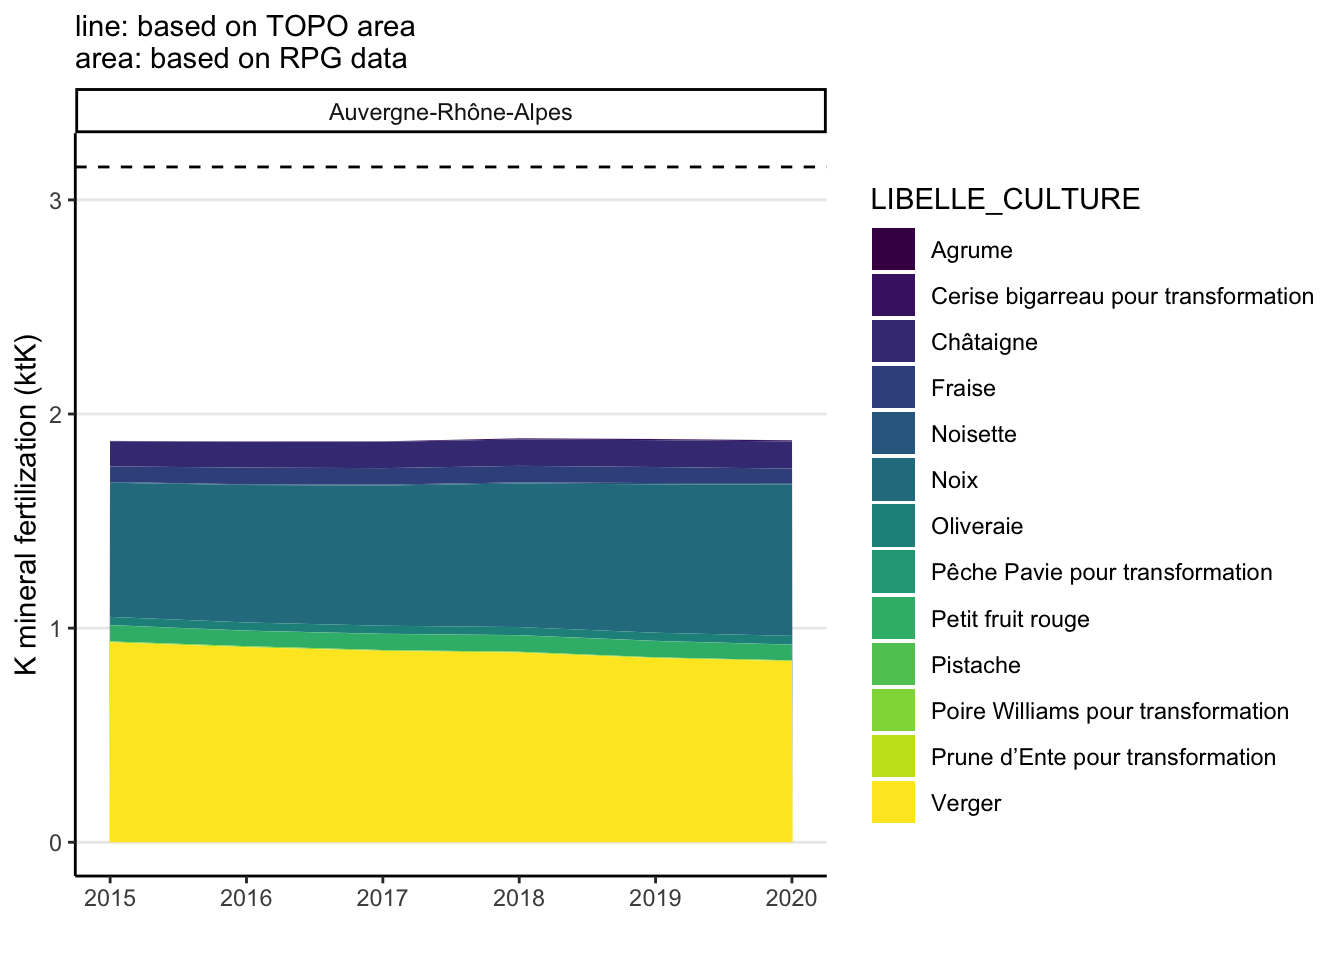 line: based on TOPO area
area: based on RPG data
Auvergne-Rhône-Alpes
K mineral fertilization (ktK)
3
2
1
0
2015 2016 2017 2018 2019 2020
LIBELLE_CULTURE
Agrume
Cerise bigarreau pour transformation
Châtaigne
Fraise
Noisette
Noix
Oliveraie
Pêche Pavie pour transformation
Petit fruit rouge
Pistache
Poire Williams pour transformation
Prune d’Ente pour transformation
Verger